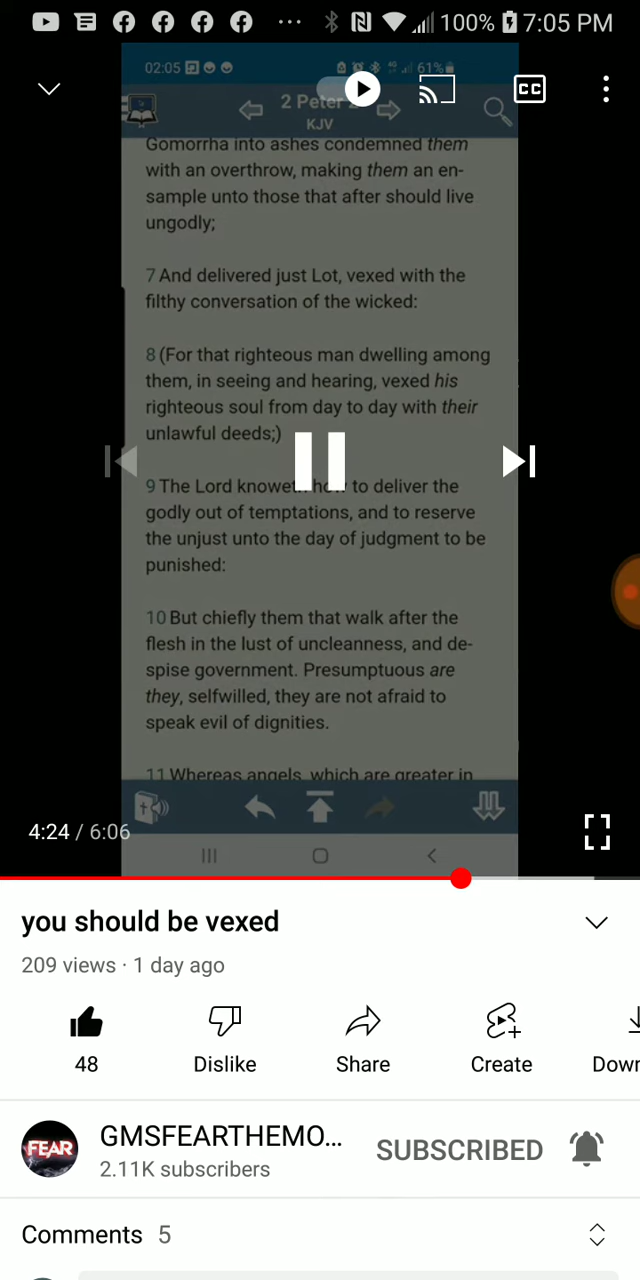 100% 7:05 PM
02:05 61%
2 Peter
KJV
CC
Gomorrha into ashes condemned them
with an overthrow, making them an en-
sample unto those that after should live
ungodly;
7 And delivered just Lot, vexed with the
filthy conversation of the wicked:
8 (For that righteous man dwelling among
them, in seeing and hearing, vexed his
righteous soul from day to day with their
unlawful deeds;)
9 The Lord knoweth how to deliver the
godly out of temptations, and to reserve
the unjust unto the day of judgment to be
punished:
10 But chiefly them that walk after the
flesh in the lust of uncleanness, and de-
spise government. Presumptuous are
they, selfwilled, they are not afraid to
speak evil of dignities.
11 Whereas angels, which are greater in
4:24 / 6:06
you should be vexed
209 views · 1 day ago
48 Dislike Share Create Down
FEAR
GMSFEARTHEMO... SUBSCRIBED
2.11K subscribers
Comments 5